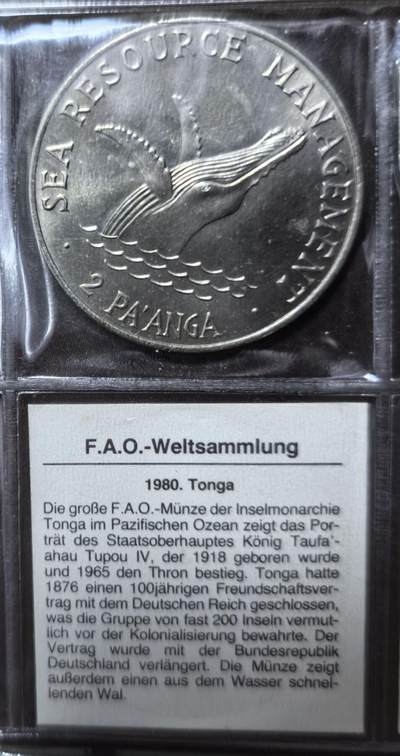 · SEA RESOURCE MANAGEMENT ·
2 PA'ANGA
F.A.O.-Weltsammlung
1980. Tonga
Die große F.A.O.-Münze der Inselmonarchie
Tonga im Pazifischen Ozean zeigt das Por-
trät des Staatsoberhauptes König Taufa'-
ahau Tupou IV, der 1918 geboren wurde
und 1965 den Thron bestieg. Tonga hatte
1876 einen 100jährigen Freundschaftsver-
trag mit dem Deutschen Reich geschlossen,
was die Gruppe von fast 200 Inseln vermut-
lich vor der Kolonialisierung bewahrte. Der
Vertrag wurde mit der Bundesrepublik
Deutschland verlängert. Die Münze zeigt
außerdem einen aus dem Wasser schnel-
lenden Wal.